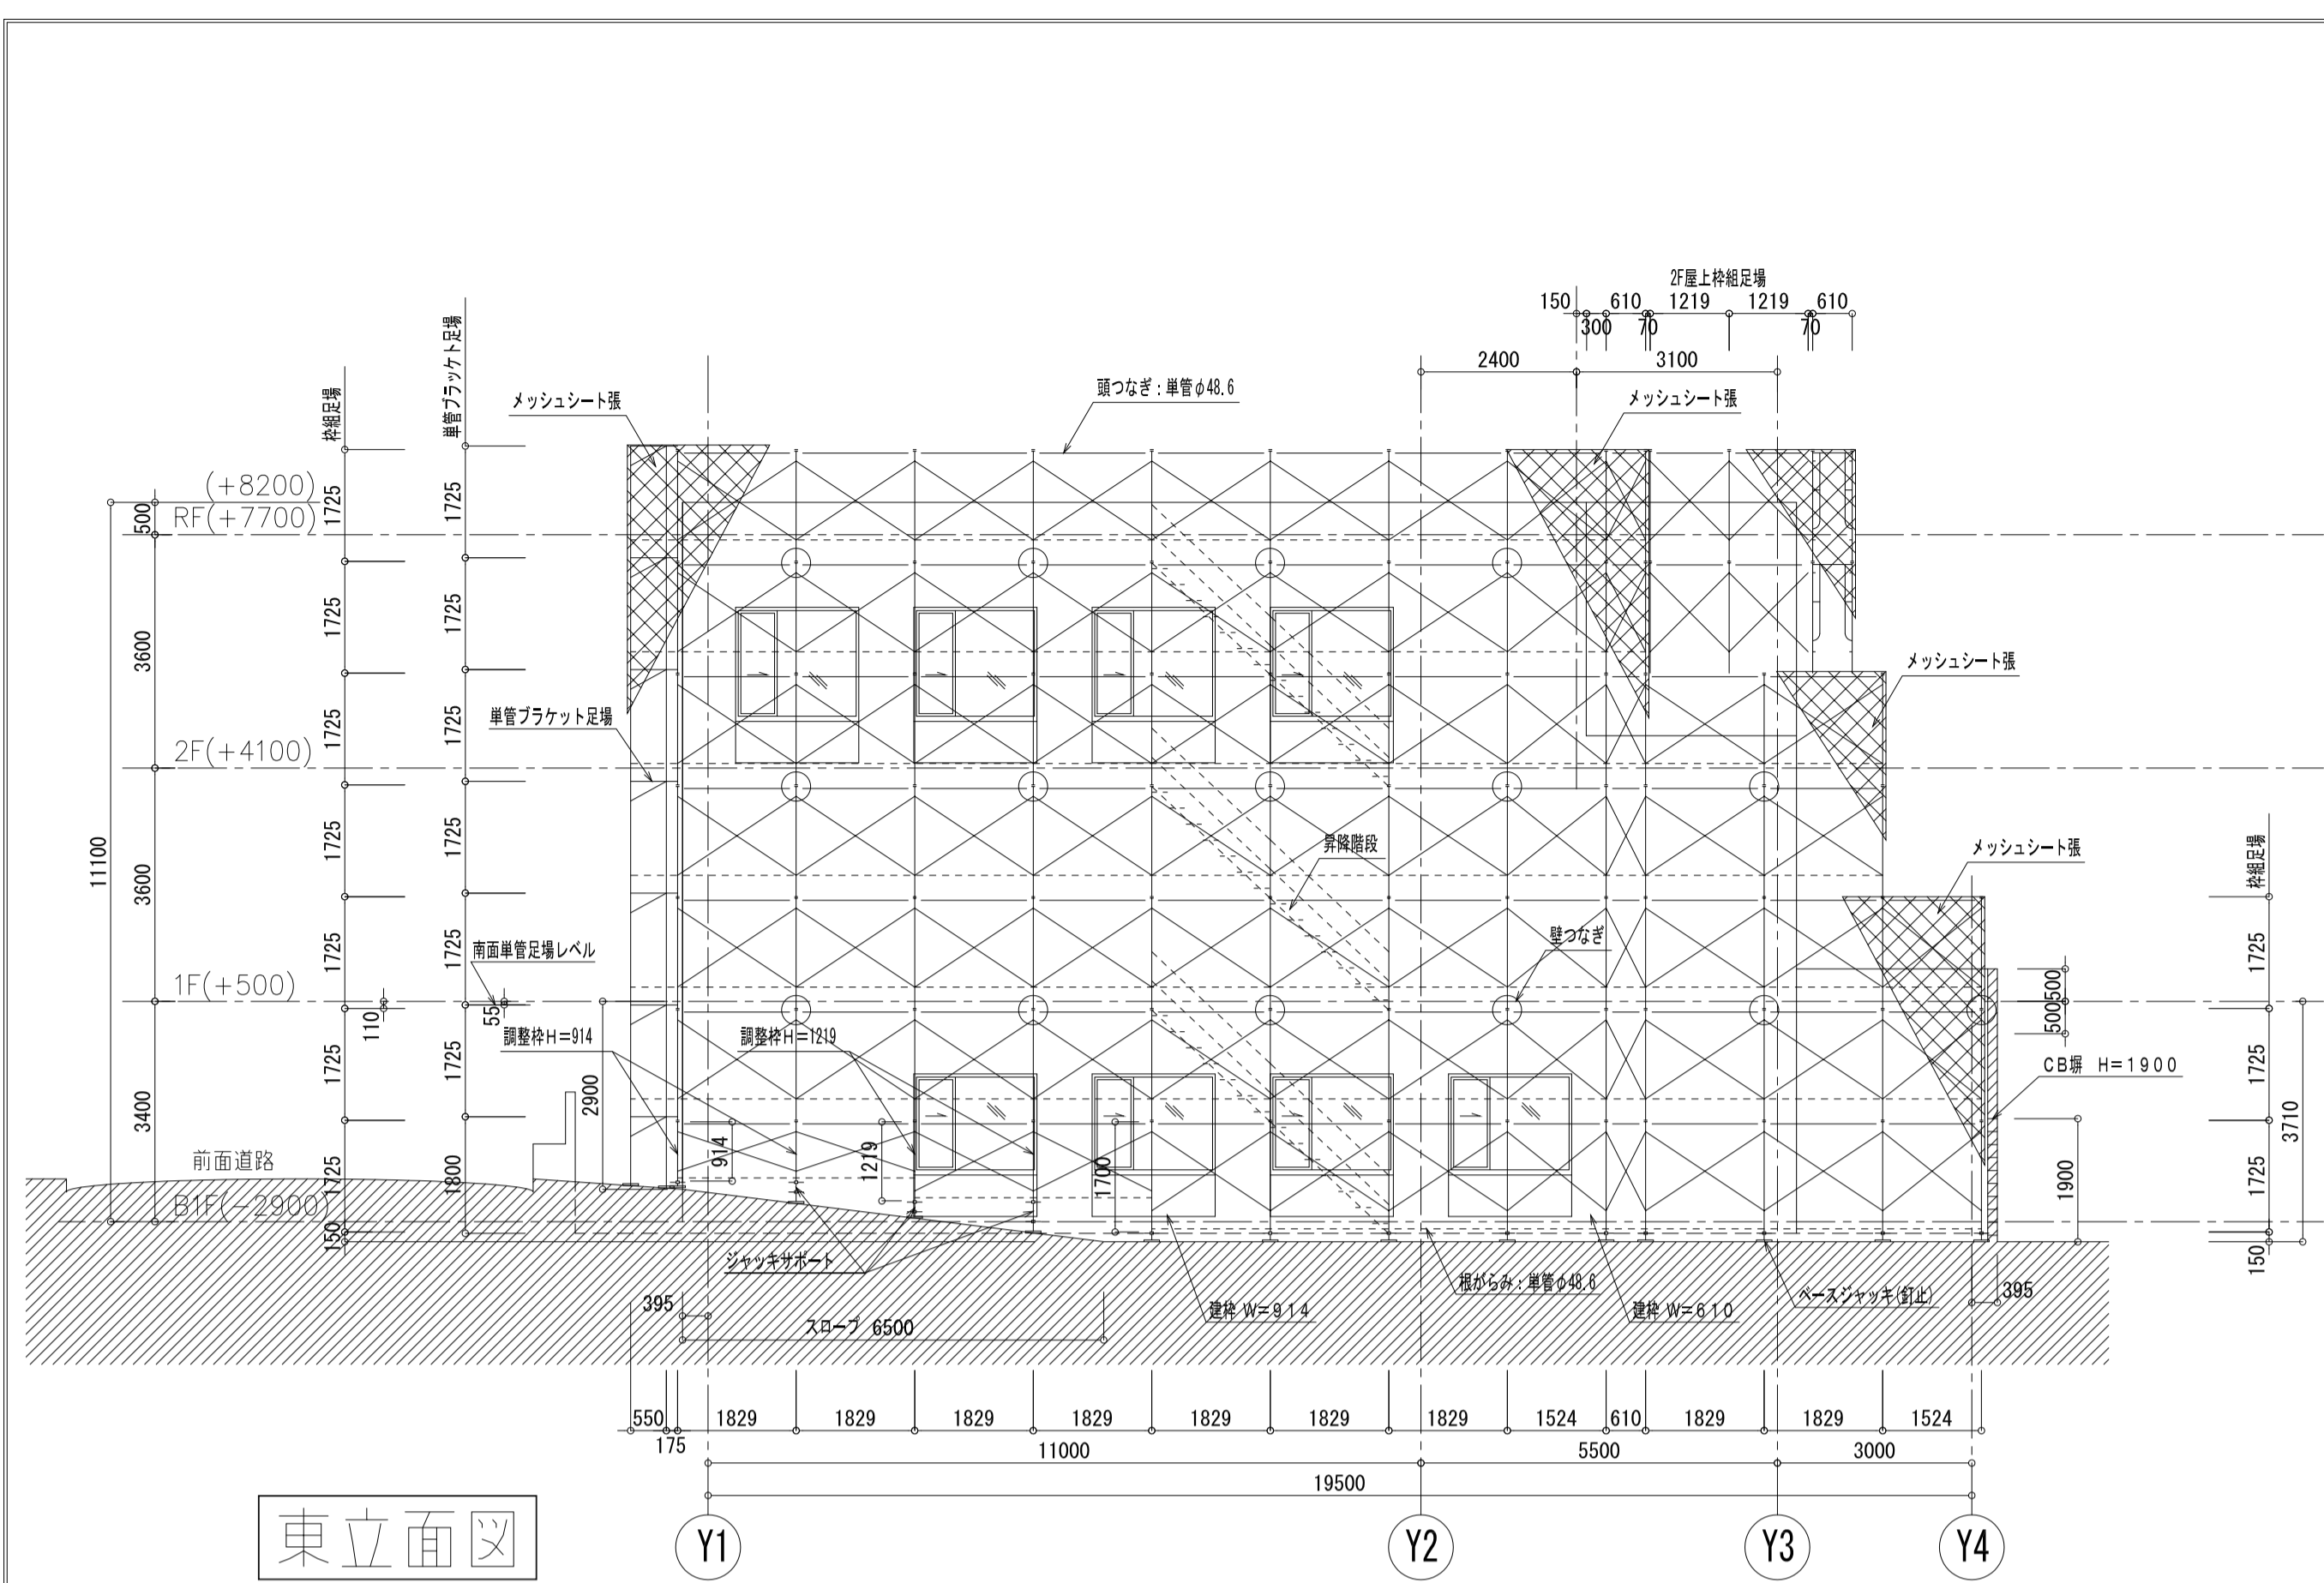 2F屋上枠組足場
150 610 1219 1219 610
300 70 70
2400 3100
単管ブラッケト足場
枠組足場
メッシュシート張
頭つなぎ：単管φ48.6
メッシュシート張
(+8200)
RF(+7700)
500
1725
1725
3600
1725
1725
メッシュシート張
単管ブラケット足場
1725
1725
2F(+4100)
11100
3600
1725
1725
昇降階段
メッシュシート張
枠組足場
南面単管足場レベル
壁つなぎ
1725
1725
1725
1F(+500)
110
55
500
500
調整枠H=914
調整枠H=1219
CB塀 H=1900
3400
1725
1725
2900
1725
3710
前面道路
914
1219
1700
1725
1800
1900
1725
B1F(-2900)
150
150
ジャッキサポート
根がらみ：単管φ48.6
ベースジャッキ(釘止)
395
395
建枠 W=914
建枠 W=610
スロープ 6500
550 1829 1829 1829 1829 1829 1829 1829 1524 610 1829 1829 1524
175
11000 5500 3000
19500
東立面図
Y1 Y2 Y3 Y4